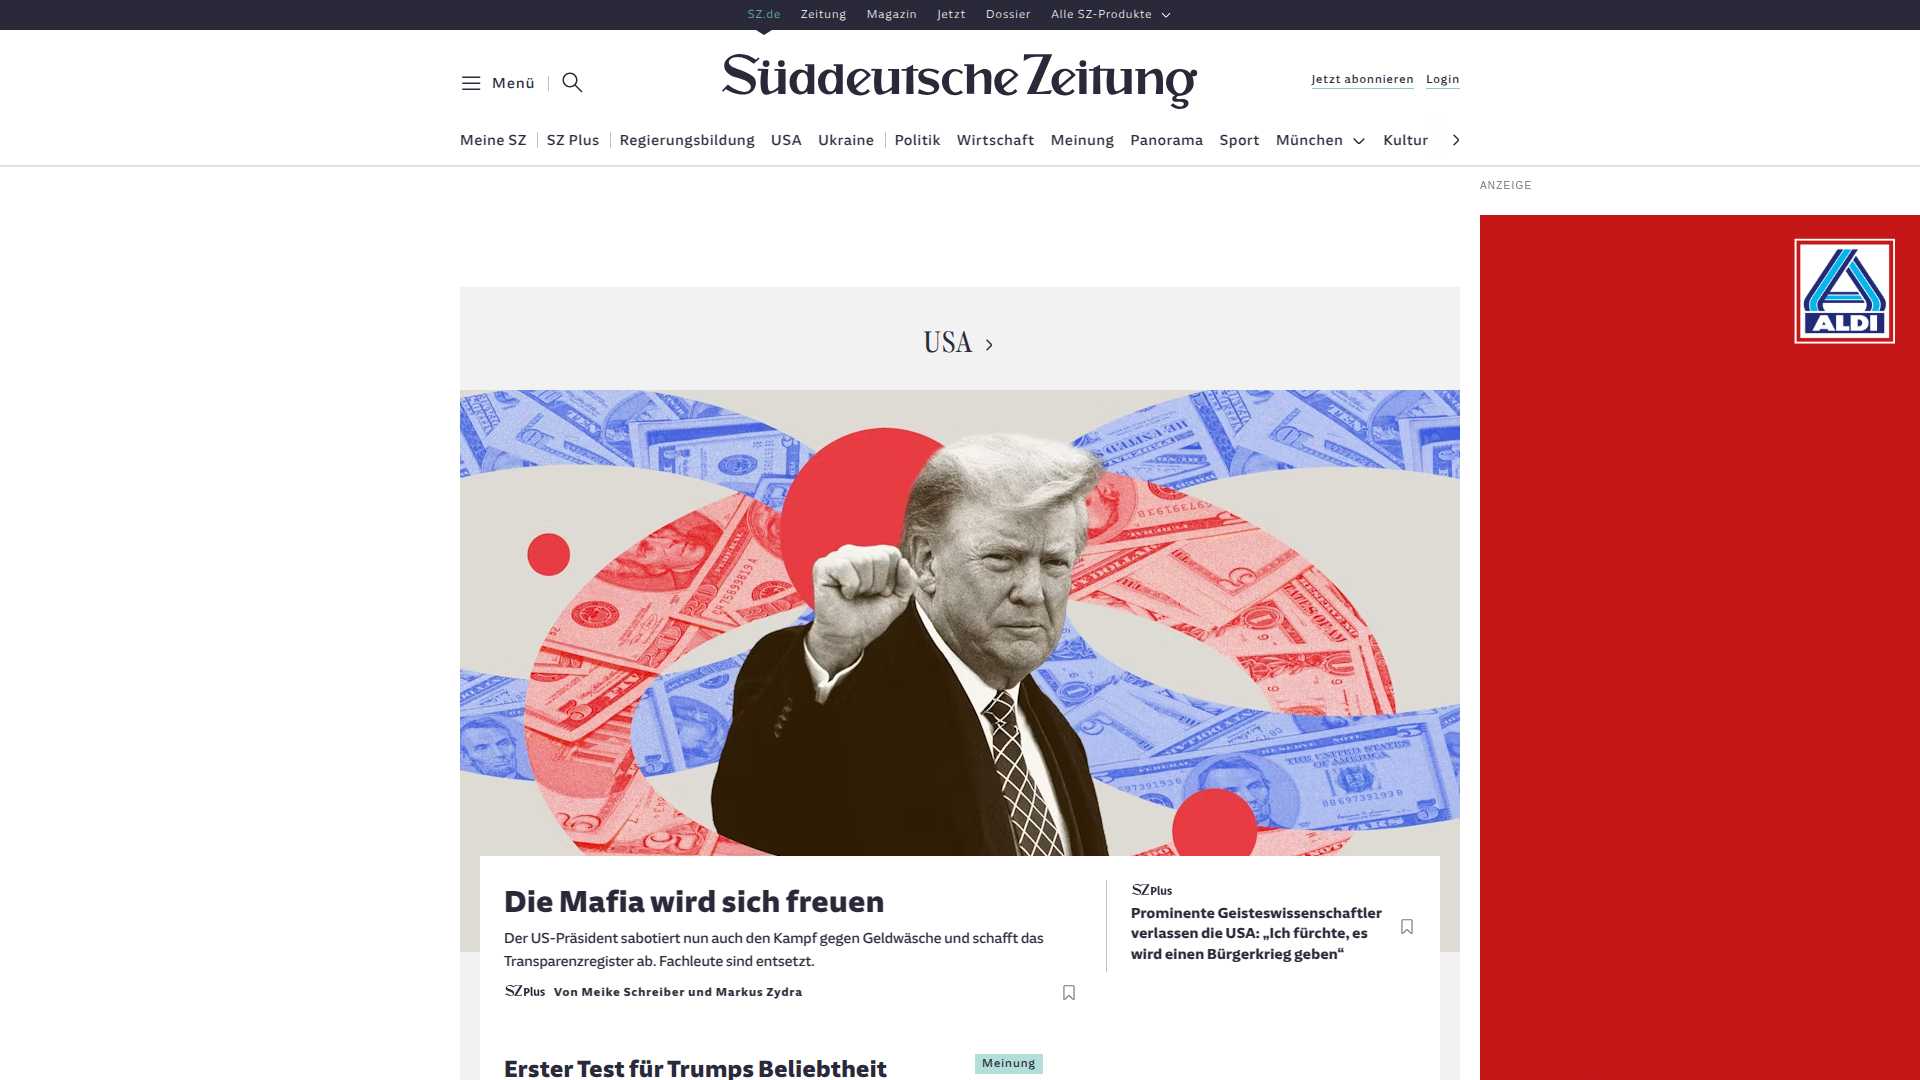 SZ.de Zeitung Magazin Jetzt Dossier Alle SZ-Produkte
Menü
Süddeutsche Zeitung
Jetzt abonnieren Login
Meine SZ SZ Plus Regierungsbildung USA Ukraine Politik Wirtschaft Meinung Panorama Sport München Kultur
ANZEIGE
ALDI
USA
Die Mafia wird sich freuen
Der US-Präsident sabotiert nun auch den Kampf gegen Geldwäsche und schafft das
Transparenzregister ab. Fachleute sind entsetzt.
SZ Plus Von Meike Schreiber und Markus Zydra
SZ Plus
Prominente Geisteswissenschaftler
verlassen die USA: „Ich fürchte, es
wird einen Bürgerkrieg geben“
Erster Test für Trumps Beliebtheit
Meinung